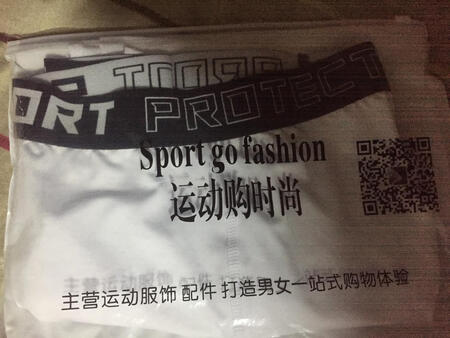 ORT PROTECT
Sport go fashion
运动购时尚
主营运动服饰 配件 打造男女一站式购物体验